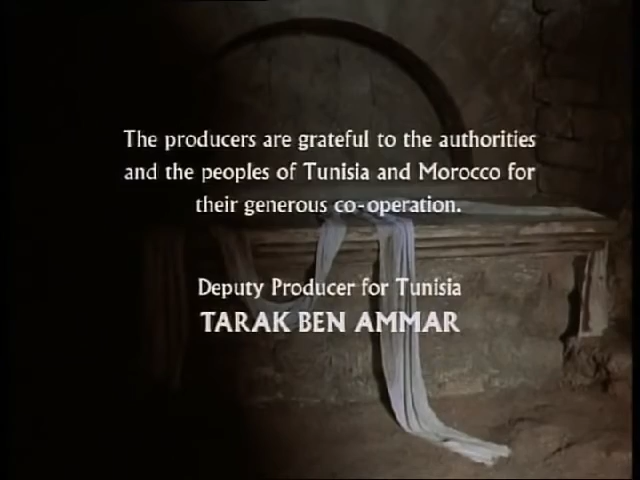 The producers are grateful to the authorities
and the peoples of Tunisia and Morocco for
their generous co-operation.
Deputy Producer for Tunisia
TARAK BEN AMMAR